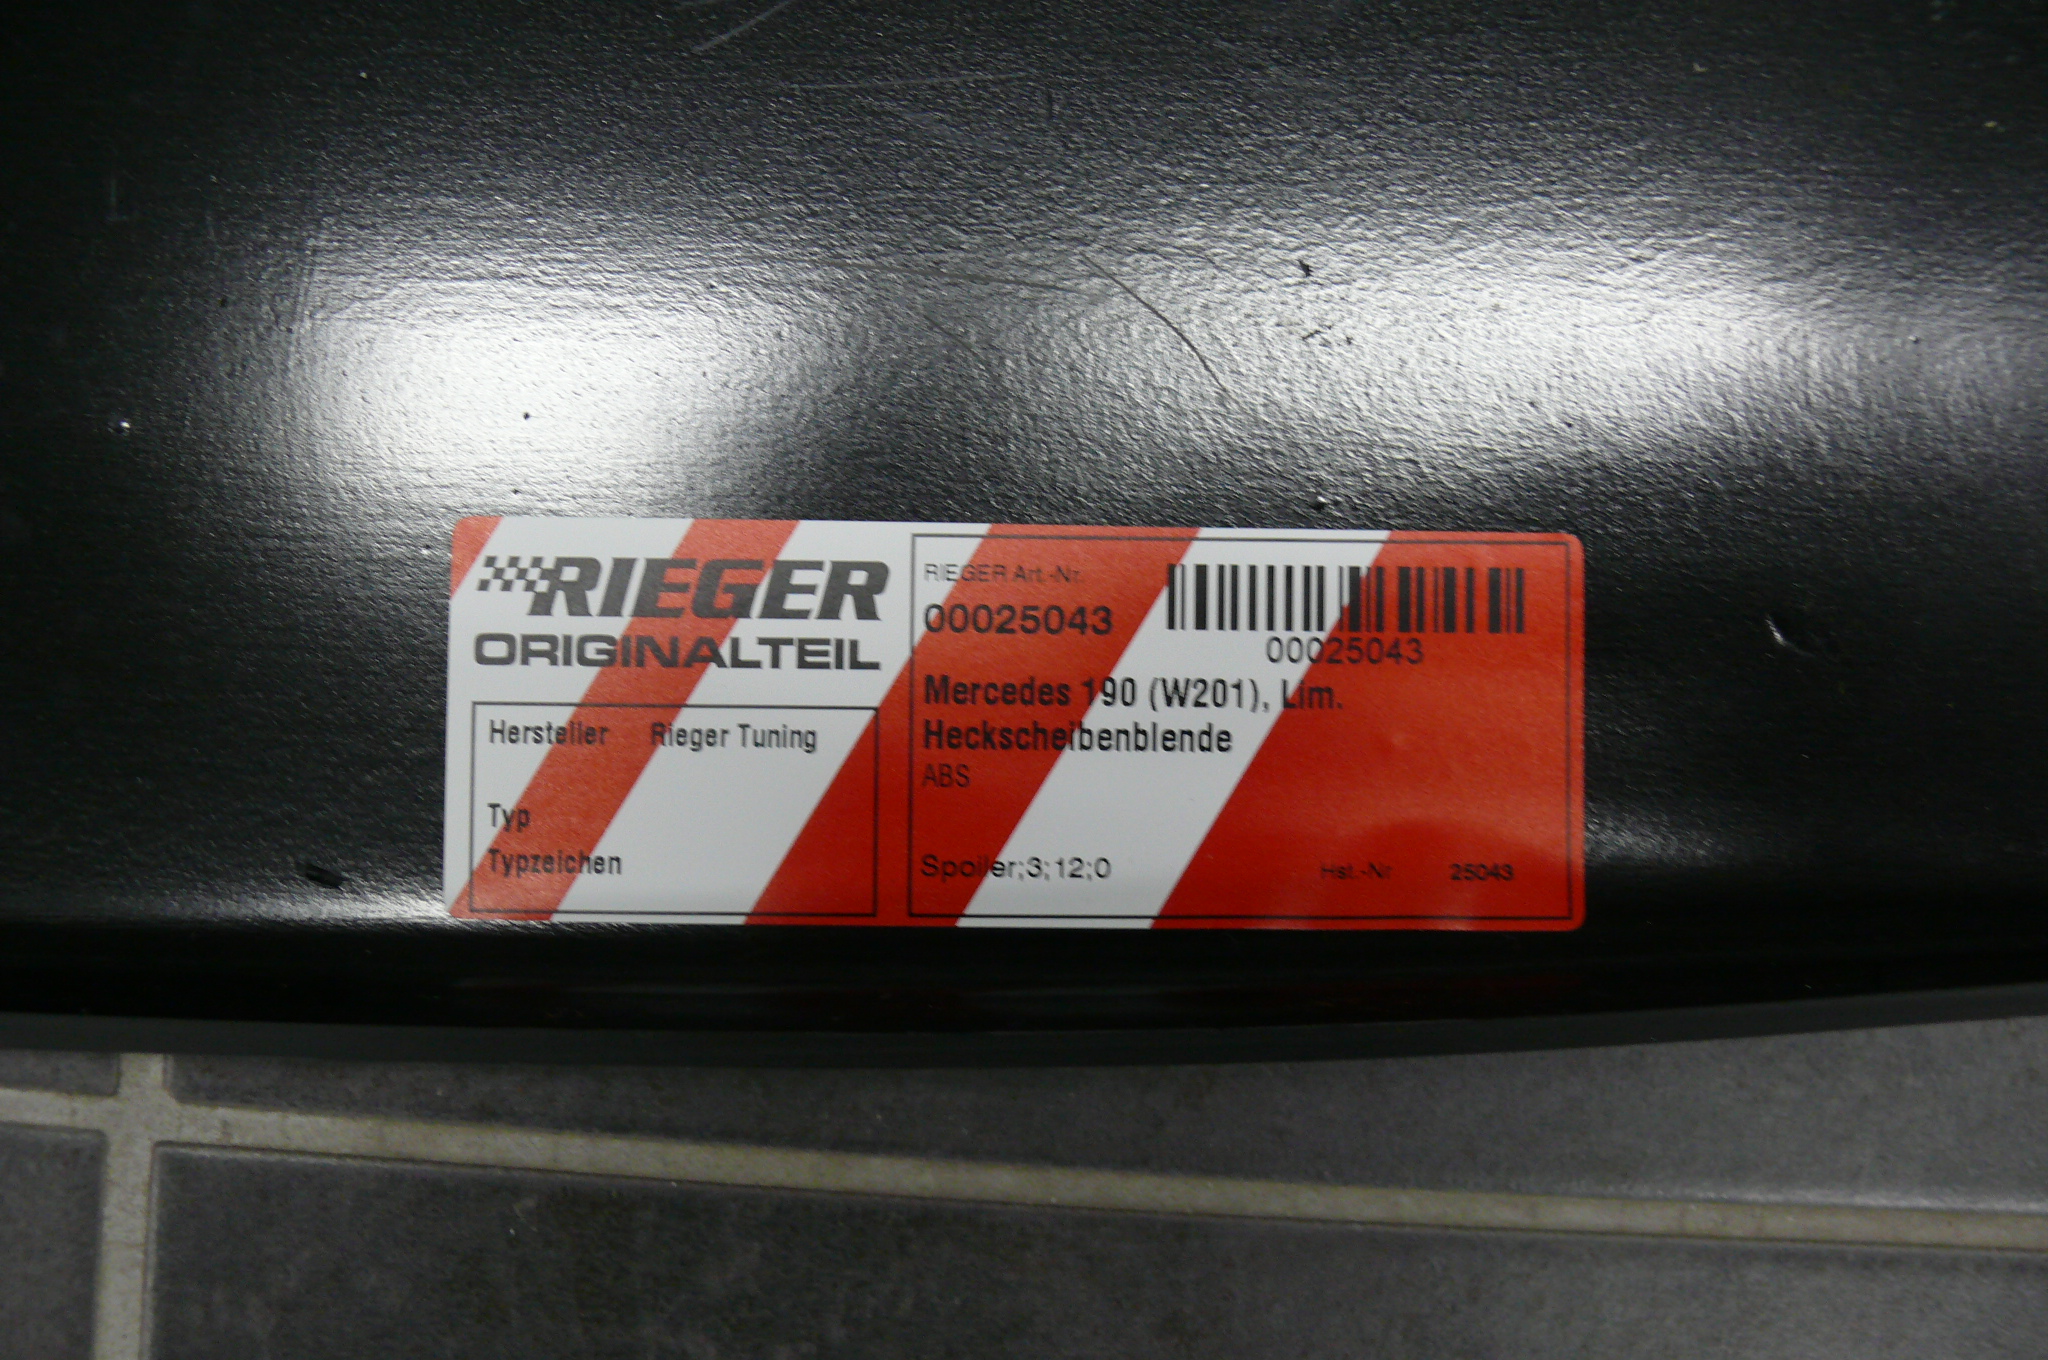 RIEGER
ORIGINALTEIL
Hersteller Rieger Tuning
Typ
Typzeichen
RIEGER Art.-Nr.
00025043
00025043
Mercedes 190 (W201), Lim.
Heckscheibenblende
ABS
Spoiler;3;12;0
Hst.-Nr 25043